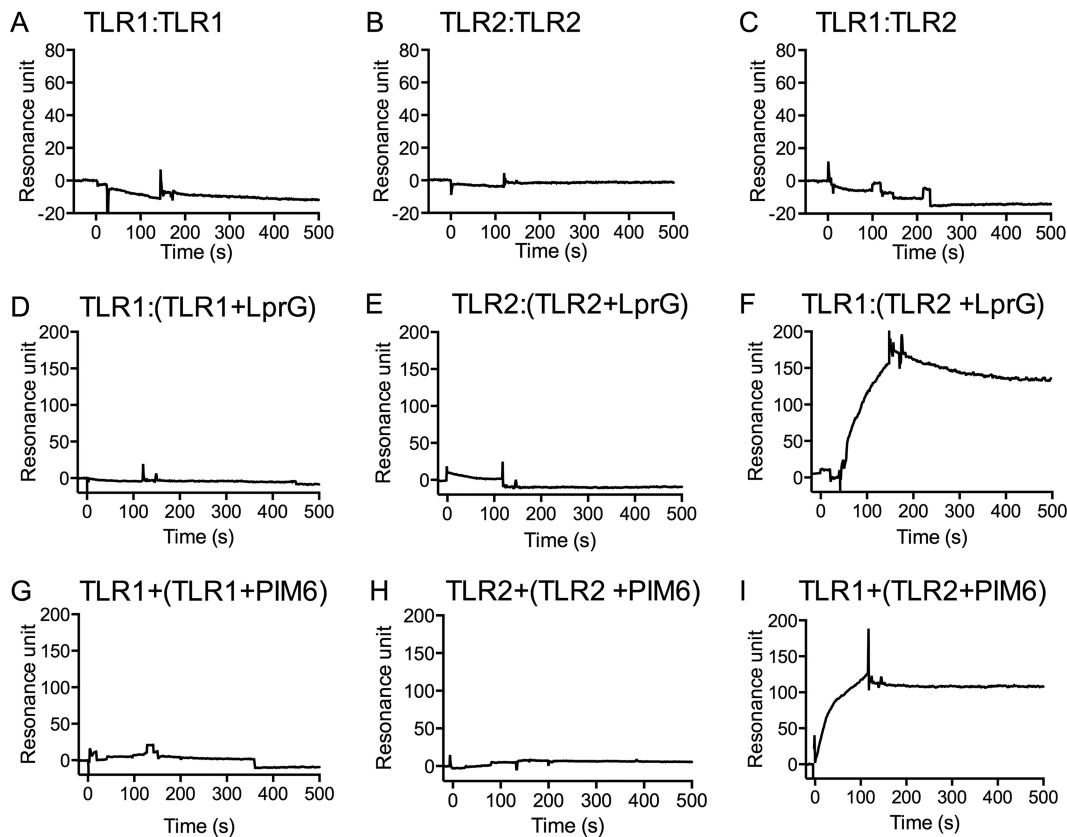 A TLR1:TLR1
Resonance unit
80
60
40
20
0
-20
0 100 200 300 400 500
Time (s)
B TLR2:TLR2
Resonance unit
80
60
40
20
0
-20
0 100 200 300 400 500
Time (s)
C TLR1:TLR2
Resonance unit
80
60
40
20
0
-20
0 100 200 300 400 500
Time (s)
D TLR1:(TLR1+LprG)
Resonance unit
200
150
100
50
0
0 100 200 300 400 500
Time (s)
E TLR2:(TLR2+LprG)
Resonance unit
200
150
100
50
0
0 100 200 300 400 500
Time (s)
F TLR1:(TLR2 +LprG)
Resonance unit
200
150
100
50
0
0 100 200 300 400 500
Time (s)
G TLR1+(TLR1+PIM6)
Resonance unit
200
150
100
50
0
0 100 200 300 400 500
Time (s)
H TLR2+(TLR2 +PIM6)
Resonance unit
200
150
100
50
0
0 100 200 300 400 500
Time (s)
I TLR1+(TLR2+PIM6)
Resonance unit
200
150
100
50
0
0 100 200 300 400 500
Time (s)